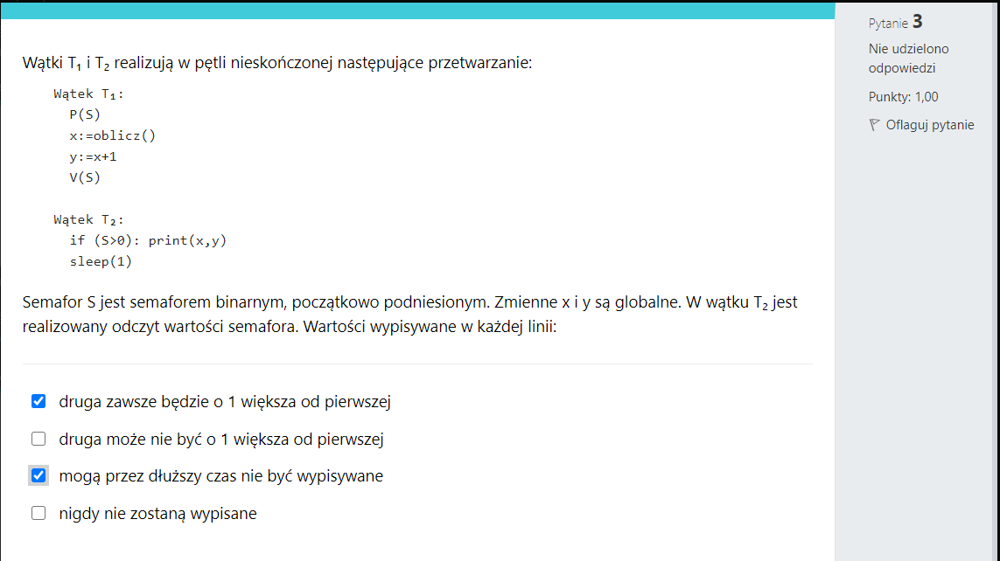 Wątki T₁ i T₂ realizują w pętli nieskończonej następujące przetwarzanie:
Wątek T₁:
P(S)
x:=oblicz()
y:=x+1
V(S)
Wątek T₂:
if (S>0): print(x,y)
sleep(1)
Semafor S jest semaforem binarnym, początkowo podniesionym. Zmienne x i y są globalne. W wątku T₂ jest
realizowany odczyt wartości semafora. Wartości wypisywane w każdej linii:
druga zawsze będzie o 1 większa od pierwszej
druga może nie być o 1 większa od pierwszej
mogą przez dłuższy czas nie być wypisywane
nigdy nie zostaną wypisane
Pytanie 3
Nie udzielono
odpowiedzi
Punkty: 1,00
Oflaguj pytanie